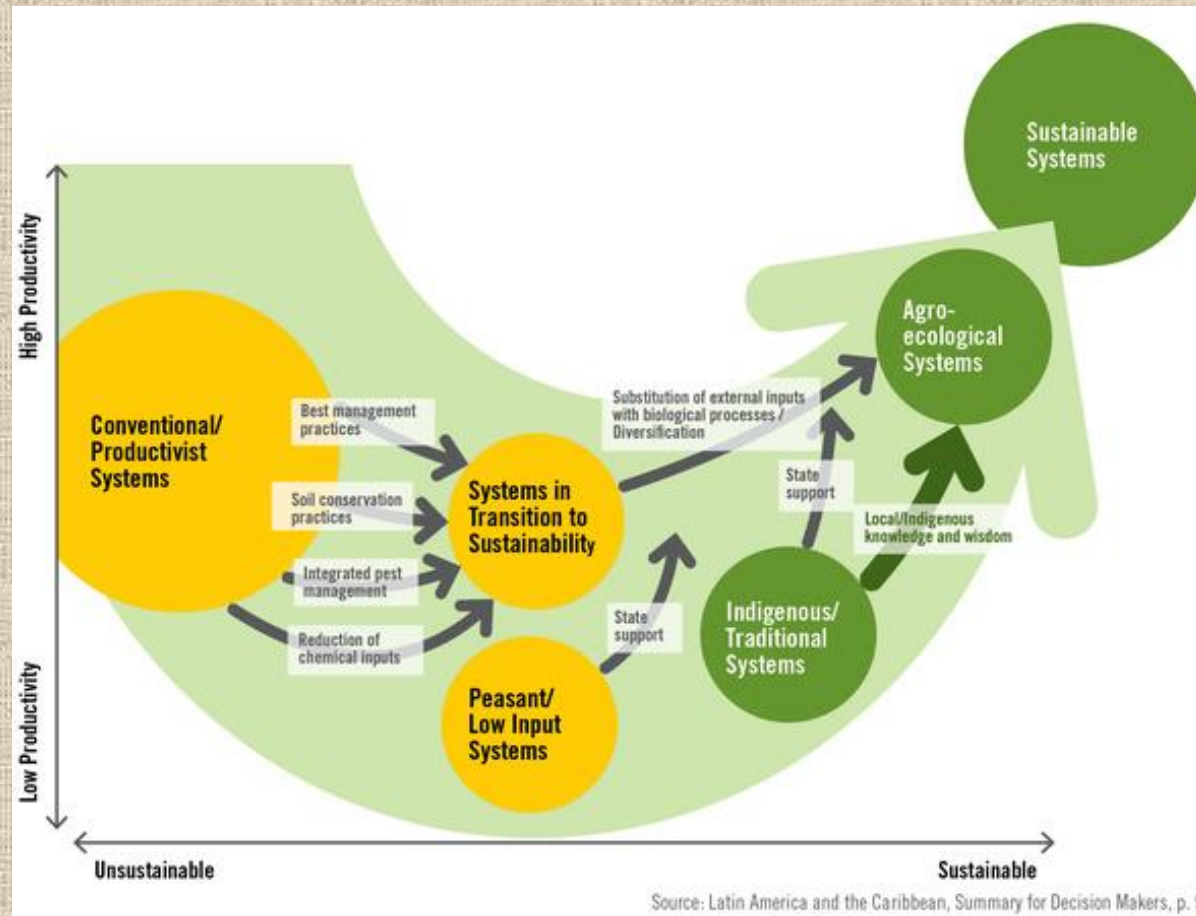 Sustainable
Systems
High Productivity
Agro-
ecological
Systems
Substitution of external inputs
with biological processes /
Diversification
Conventional/
Productivist
Systems
Best management
practices
Soil conservation
practices
Systems in
Transition to
Sustainability
State
support
Local/Indigenous
knowledge and wisdom
Integrated pest
management
Reduction of
chemical inputs
State
support
Indigenous/
Traditional
Systems
Peasant/
Low Input
Systems
Low Productivity
Unsustainable
Sustainable
Source: Latin America and the Caribbean, Summary for Decision Makers, p.